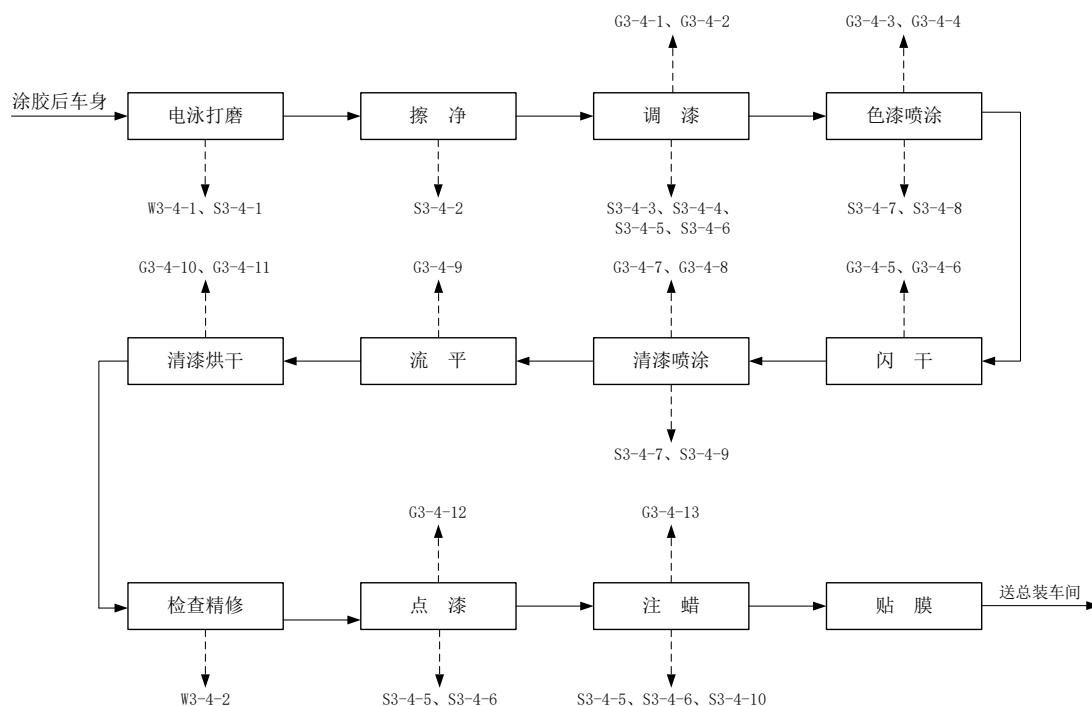 G3-4-1、G3-4-2
G3-4-3、G3-4-4
涂胶后车身
电泳打磨
擦 净
调 漆
色漆喷涂
W3-4-1、S3-4-1
S3-4-2
S3-4-3、S3-4-4、
S3-4-5、S3-4-6
S3-4-7、S3-4-8
G3-4-10、G3-4-11
G3-4-9
G3-4-7、G3-4-8
G3-4-5、G3-4-6
清漆烘干
流 平
清漆喷涂
闪 干
S3-4-7、S3-4-9
G3-4-12
G3-4-13
检查精修
点 漆
注 蜡
贴 膜
送总装车间
W3-4-2
S3-4-5、S3-4-6
S3-4-5、S3-4-6、S3-4-10